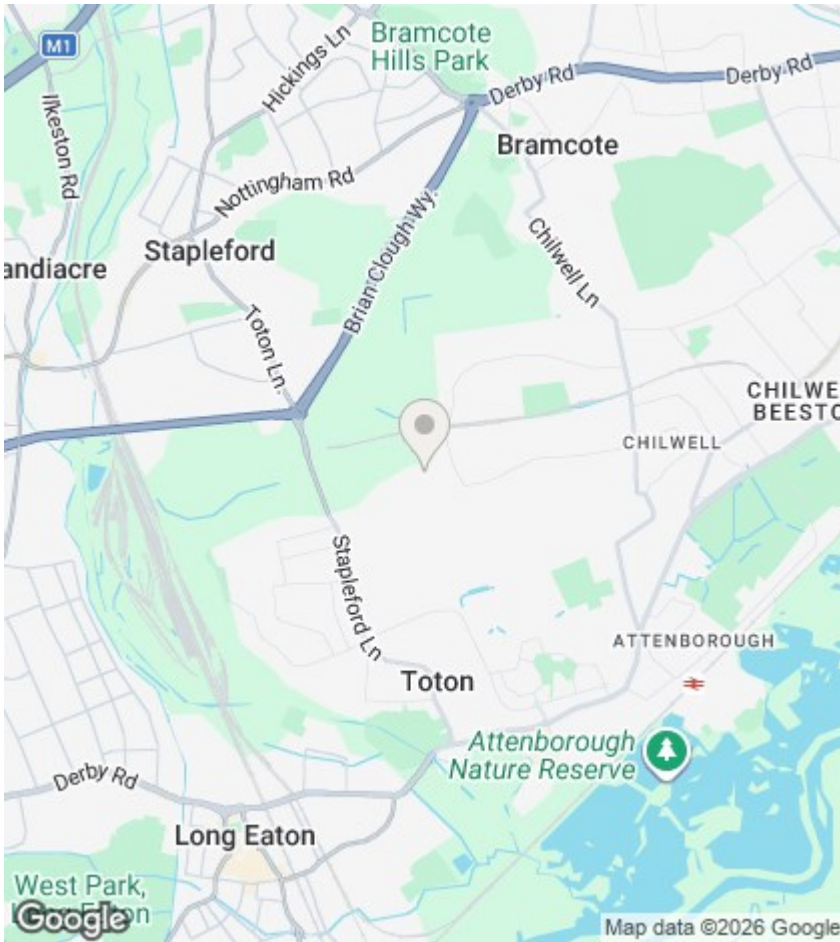 M1
Ilkeston Rd
Hickings Ln
Bramcote
Hills Park
Derby Rd
Derby Rd
Bramcote
Nottingham Rd
Stapleford
andiacre
Chilwell Ln
Brian Clough Wy.
Toton Ln.
CHILWE
BEESTO
CHILWELL
Stapleford Ln
ATTENBOROUGH
Toton
Attenborough
Nature Reserve
Derby Rd
Long Eaton
West Park,
Long Eaton
Google
Map data ©2026 Google